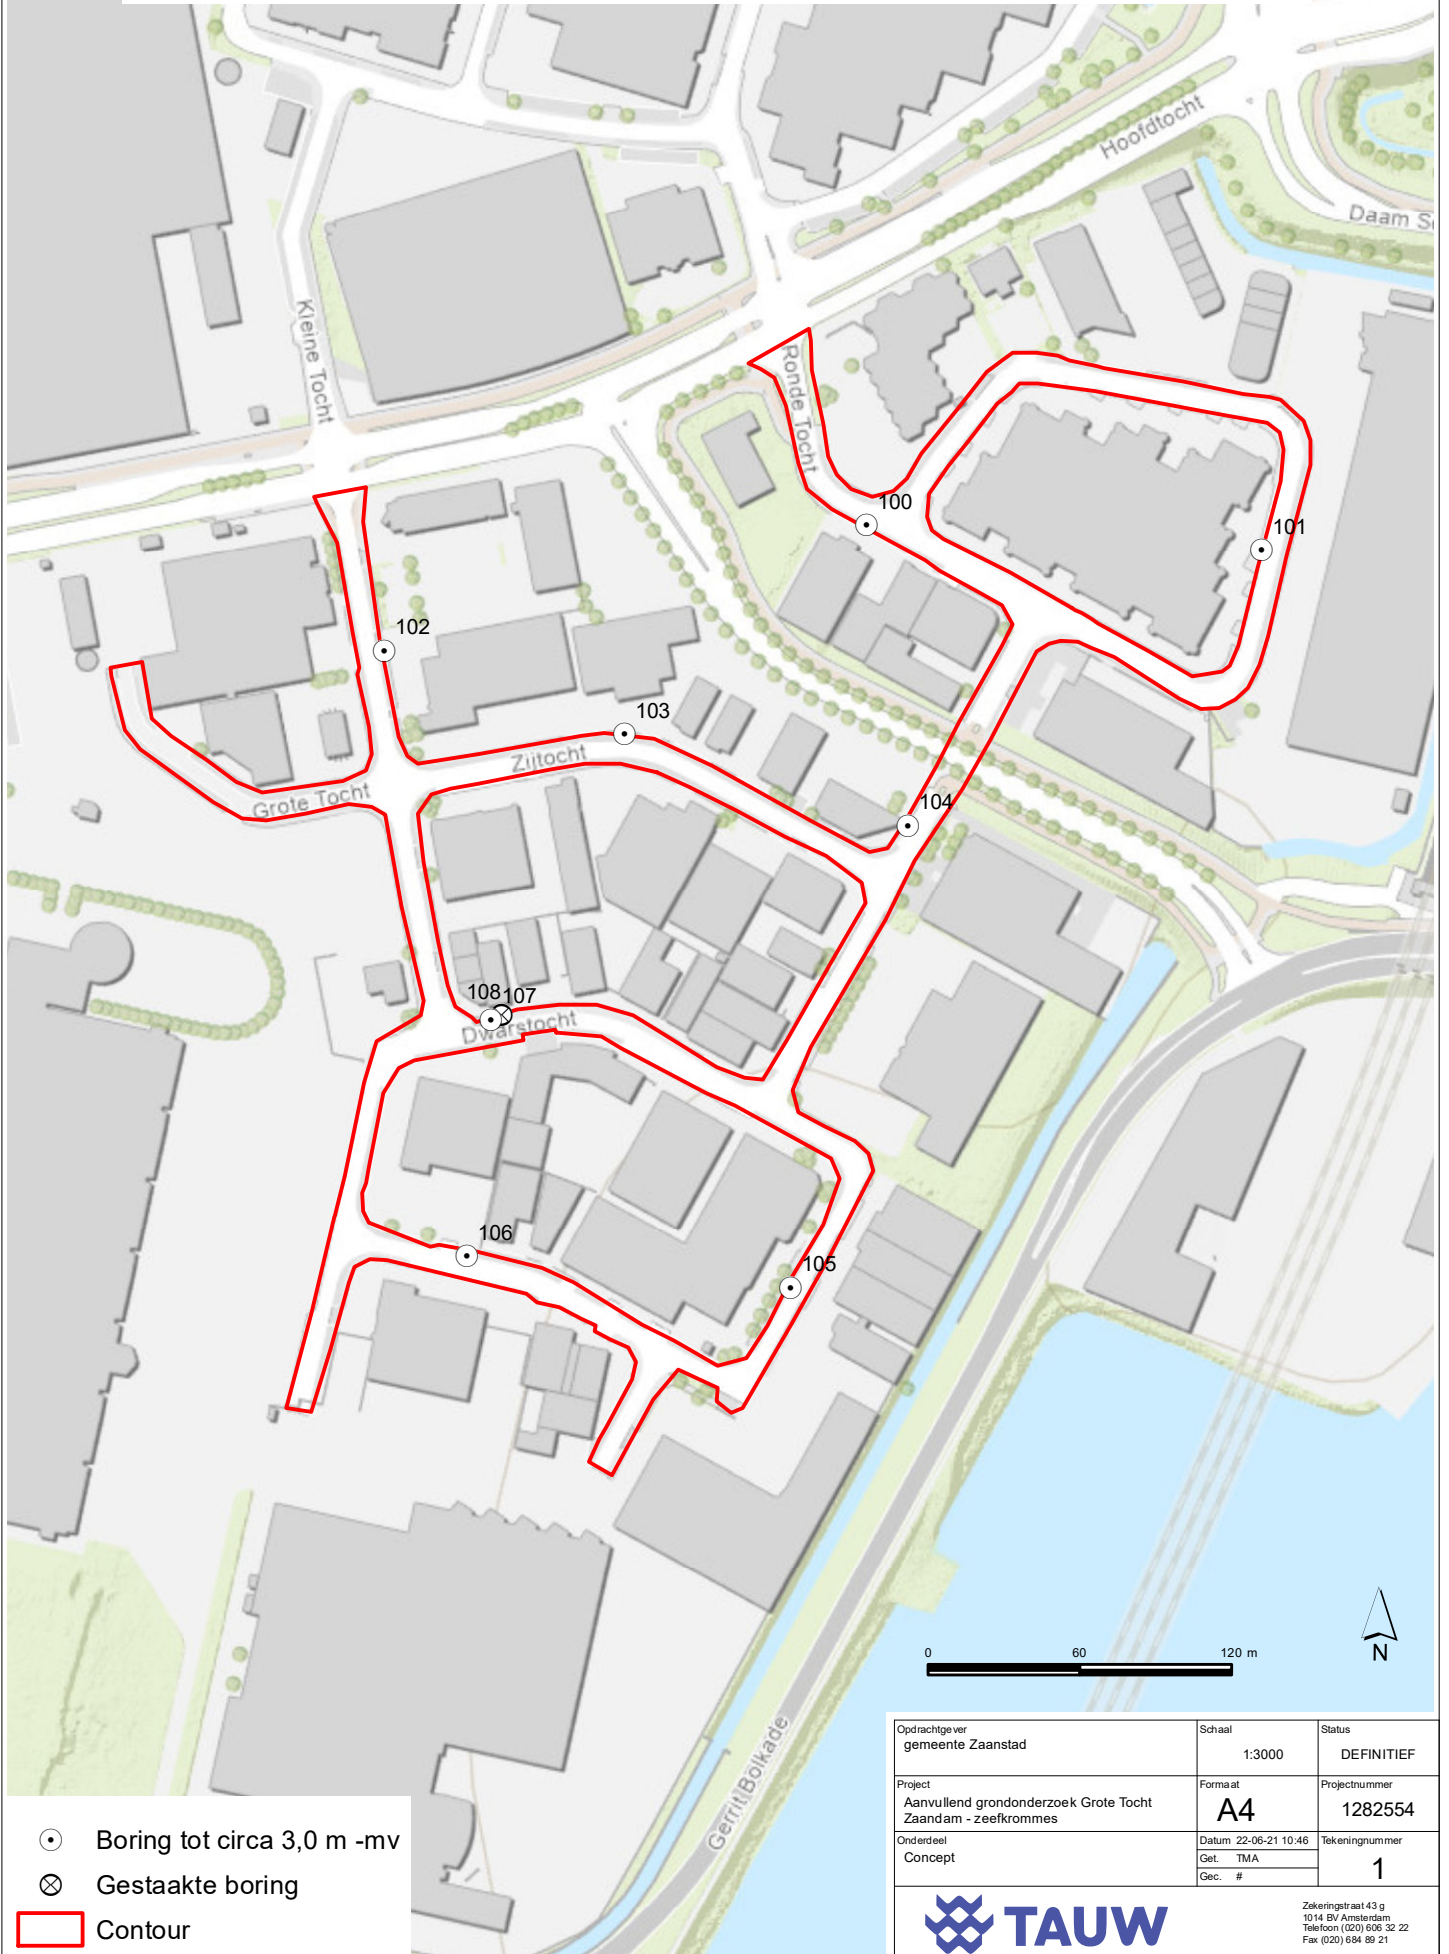 Hoofdtocht
Daam S
Kleine Tocht
Ronde Tocht
100
101
102
103
Zijtocht
Grote Tocht
104
108
107
Dwarstocht
106
105
Gerrit Bolkade
0 60 120 m
N
Boring tot circa 3,0 m -mv
Gestaakte boring
Contour
Opdrachtgever
gemeente Zaanstad
Schaal
1:3000
Status
DEFINITIEF
Project
Aanvullend grondonderzoek Grote Tocht
Zaandam - zeefkrommes
Formaat
A4
Projectnummer
1282554
Onderdeel
Concept
Datum 22-06-21 10:46
Get. TMA
Gec. #
Tekeningnummer
1
TAUW
Zekeringstraat 43 g
1014 BV Amsterdam
Telefoon (020) 606 32 22
Fax (020) 684 89 21